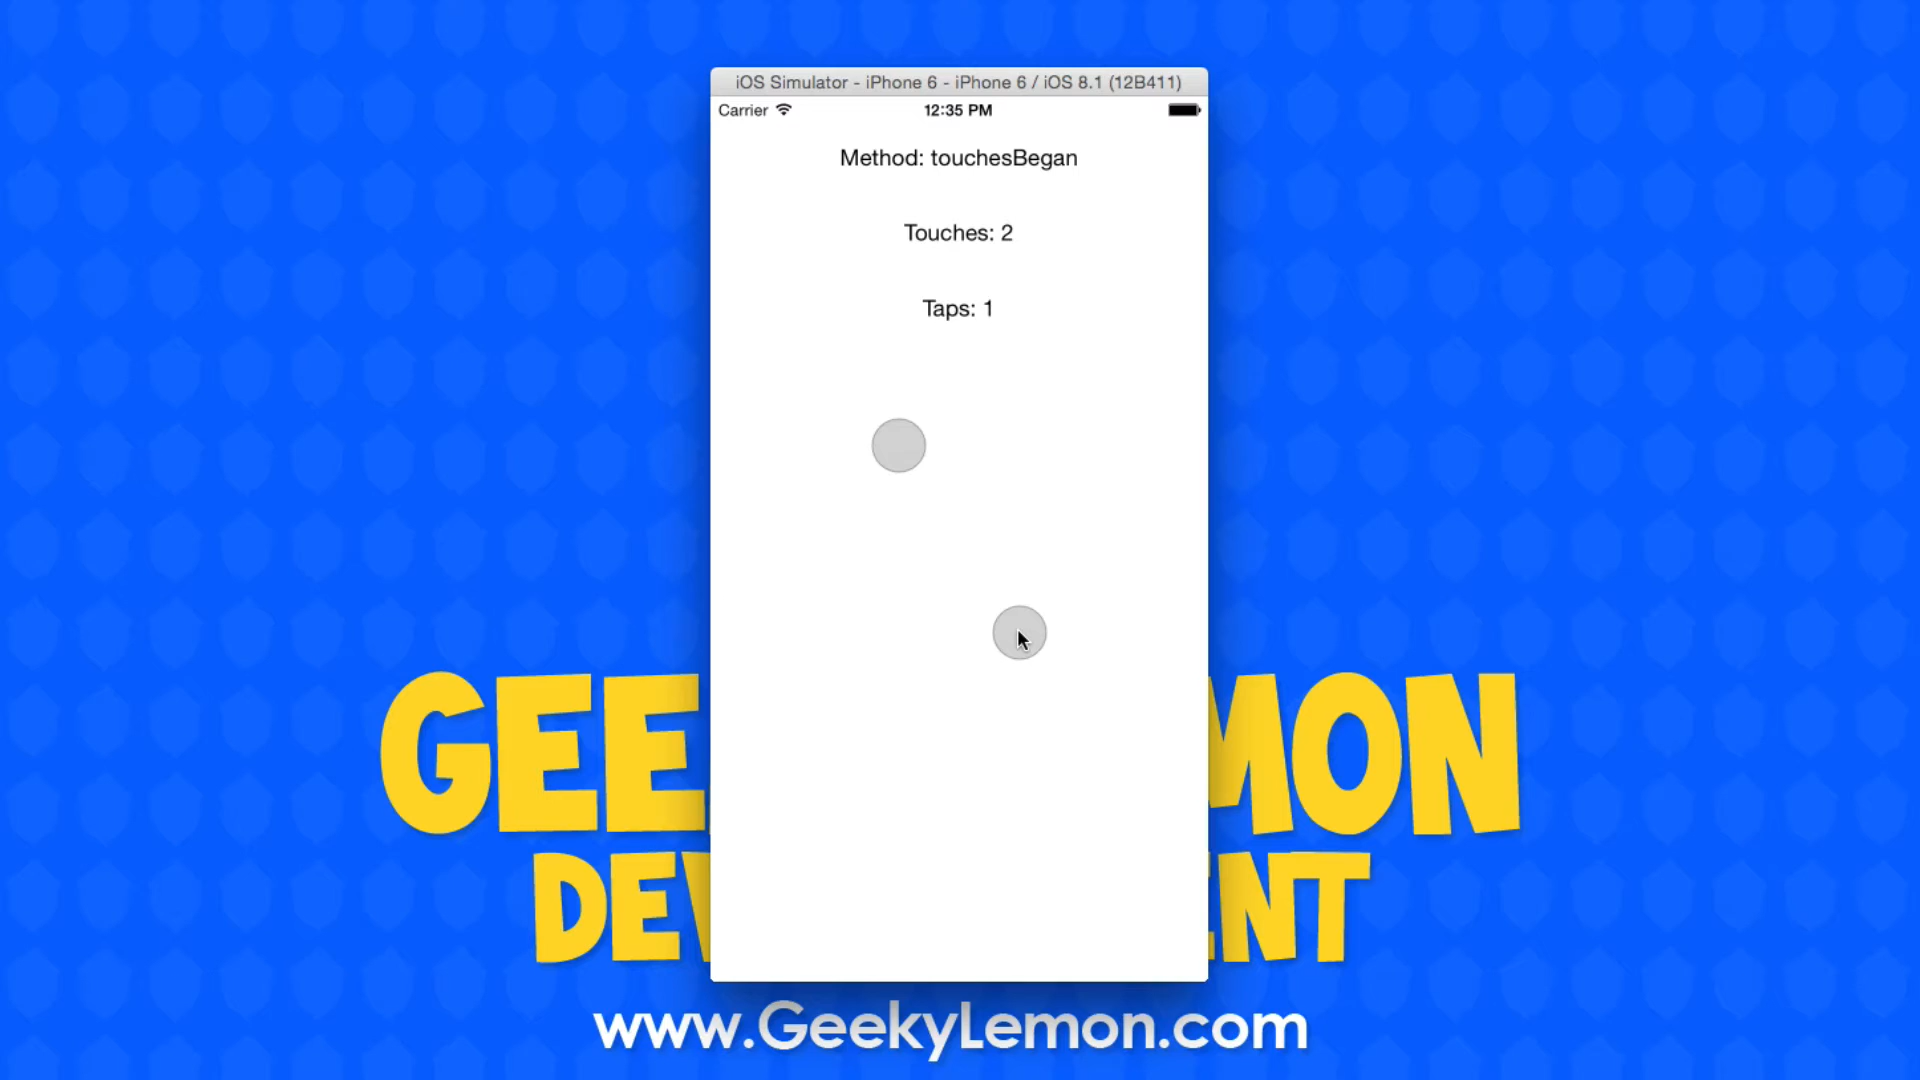 iOS Simulator - iPhone 6 - iPhone 6 / iOS 8.1 (12B411)
Carrier 12:35 PM
Method: touchesBegan
Touches: 2
Taps: 1
GEE MON
DEV ENT
www.GeekyLemon.com